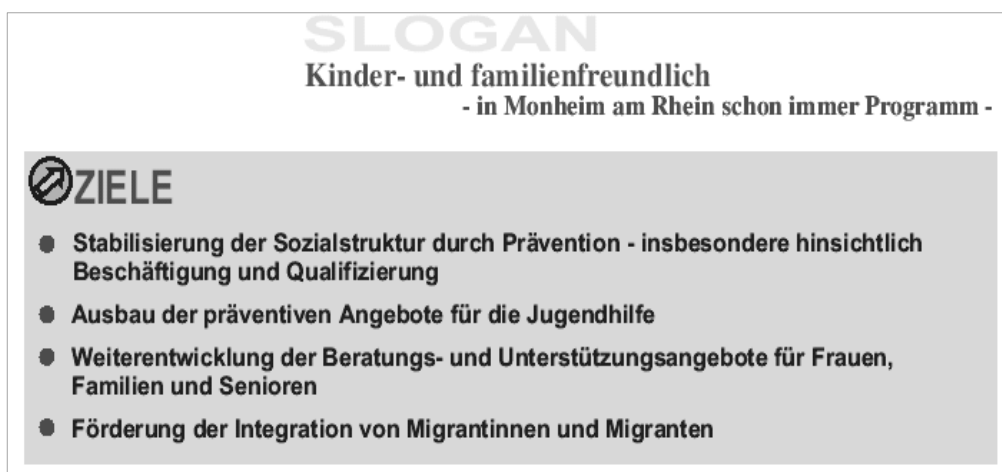 SLOGAN
Kinder- und familienfreundlich
- in Monheim am Rhein schon immer Programm -
ZIELE
Stabilisierung der Sozialstruktur durch Prävention - insbesondere hinsichtlich
Beschäftigung und Qualifizierung
Ausbau der präventiven Angebote für die Jugendhilfe
Weiterentwicklung der Beratungs- und Unterstützungsangebote für Frauen,
Familien und Senioren
Förderung der Integration von Migrantinnen und Migranten